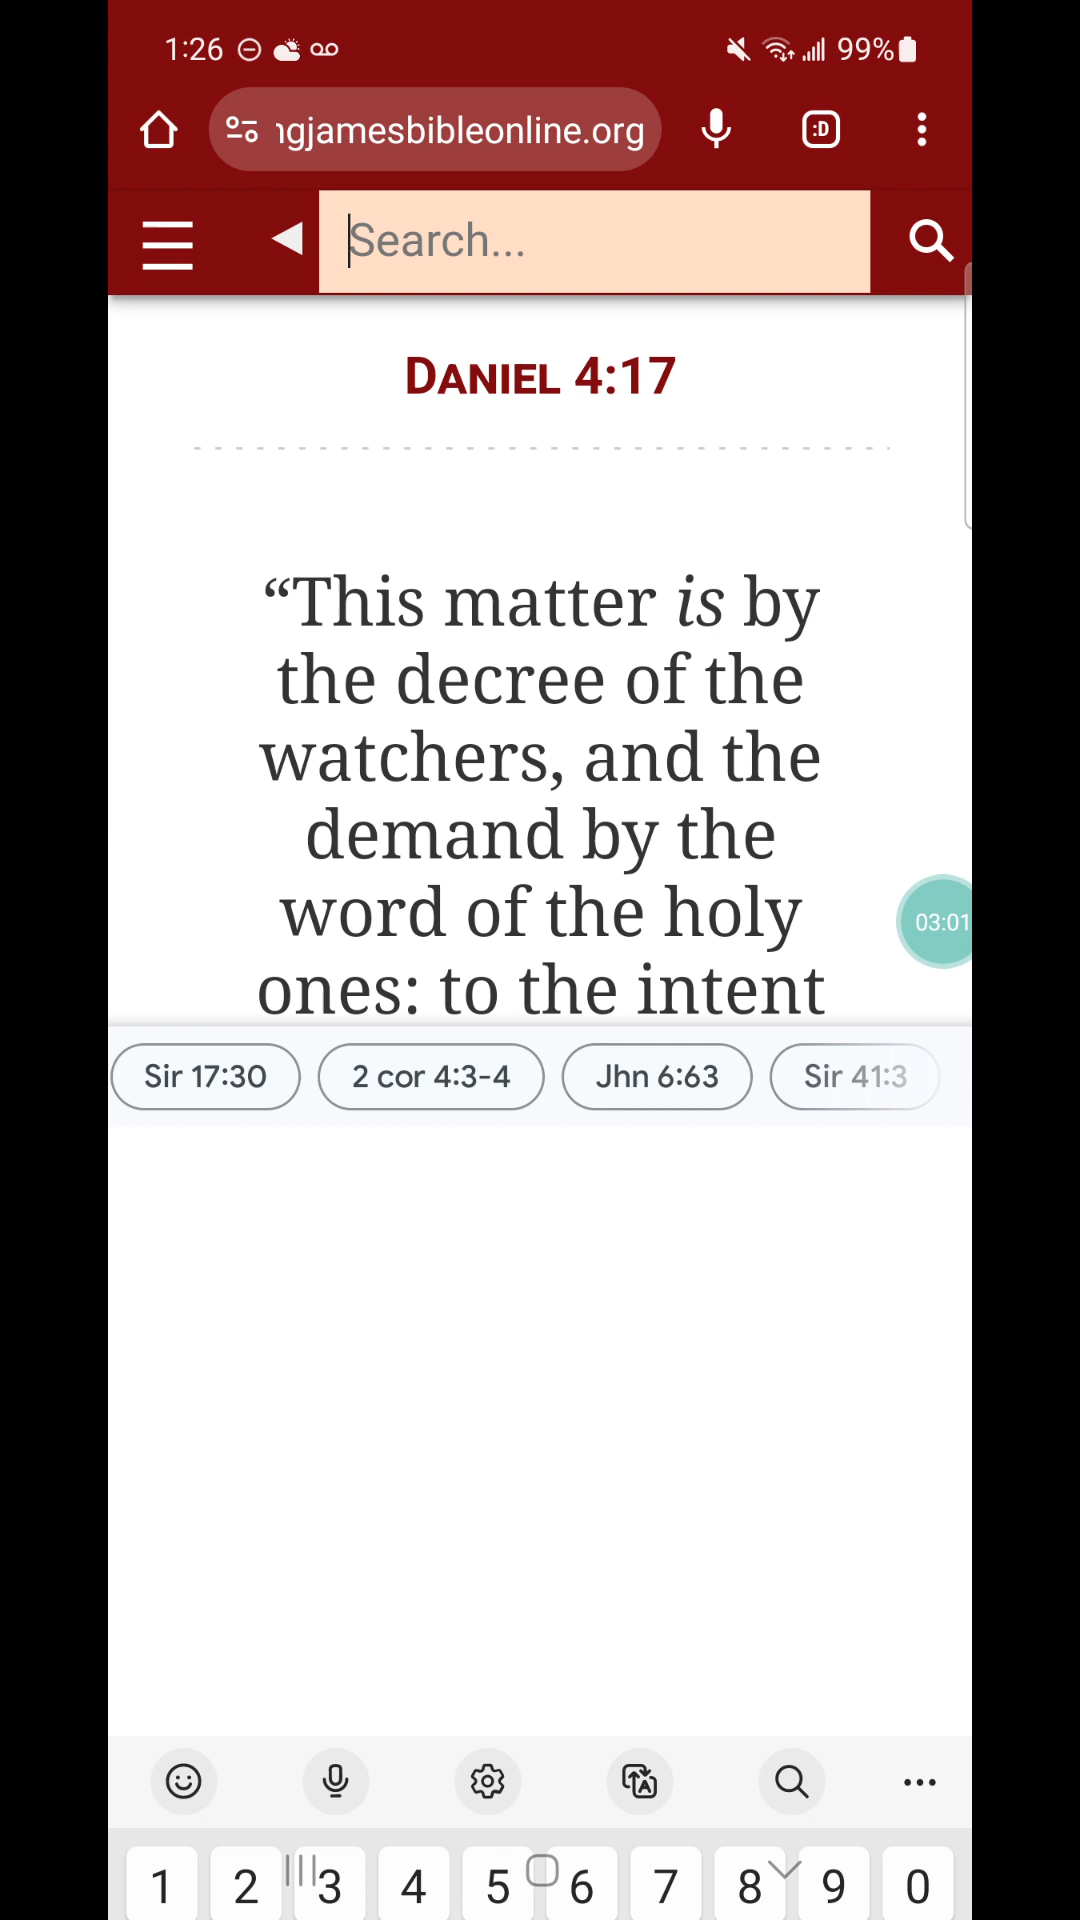 1:26 99%
ngjamesbibleonline.org :D
Search...
DANIEL 4:17
“This matter is by
the decree of the
watchers, and the
demand by the
word of the holy
ones: to the intent
03:01
Sir 17:30 2 cor 4:3-4 Jhn 6:63 Sir 41:3
1 2 3 4 5 6 7 8 9 0